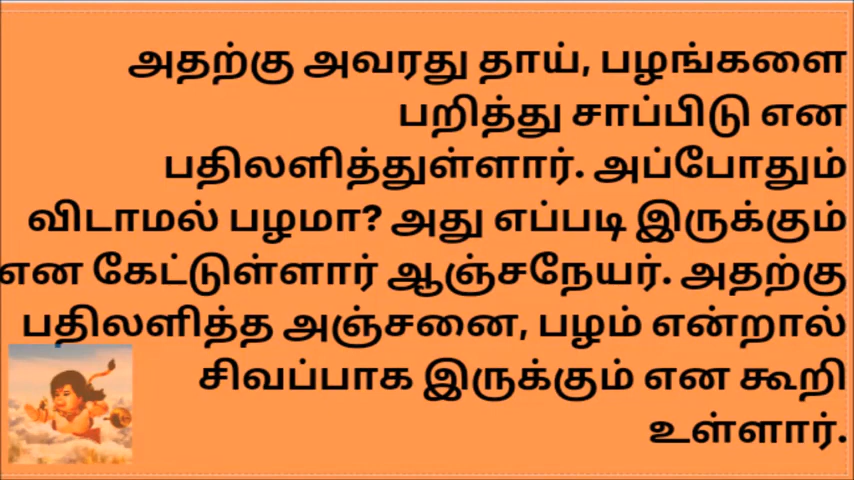 அதற்கு அவரது தாய், பழங்களை
பறித்து சாப்பிடு என
பதிலளித்துள்ளார். அப்போதும்
விடாமல் பழமா? அது எப்படி இருக்கும்
என கேட்டுள்ளார் ஆஞ்சநேயர். அதற்கு
பதிலளித்த அஞ்சனை, பழம் என்றால்
சிவப்பாக இருக்கும் என கூறி
உள்ளார்.